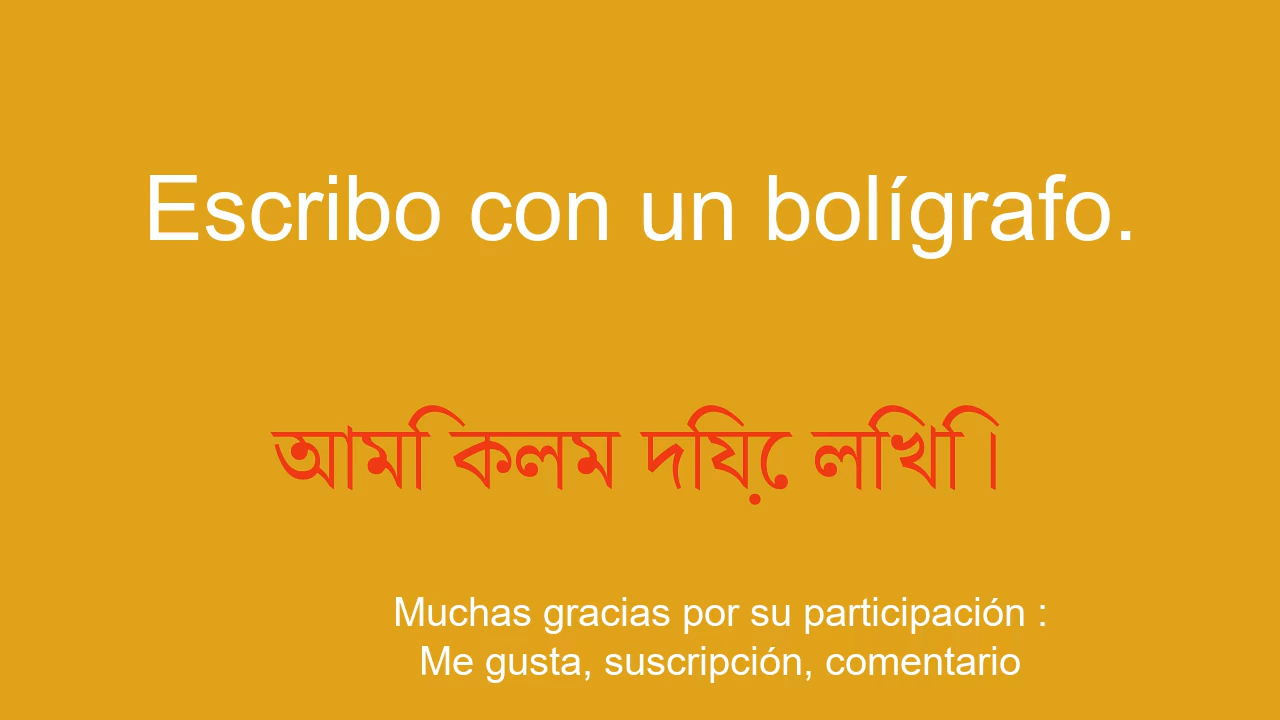 Escribo con un bolígrafo.
আমি কলম দিয়ে লিখি।
Muchas gracias por su participación :
Me gusta, suscripción, comentario